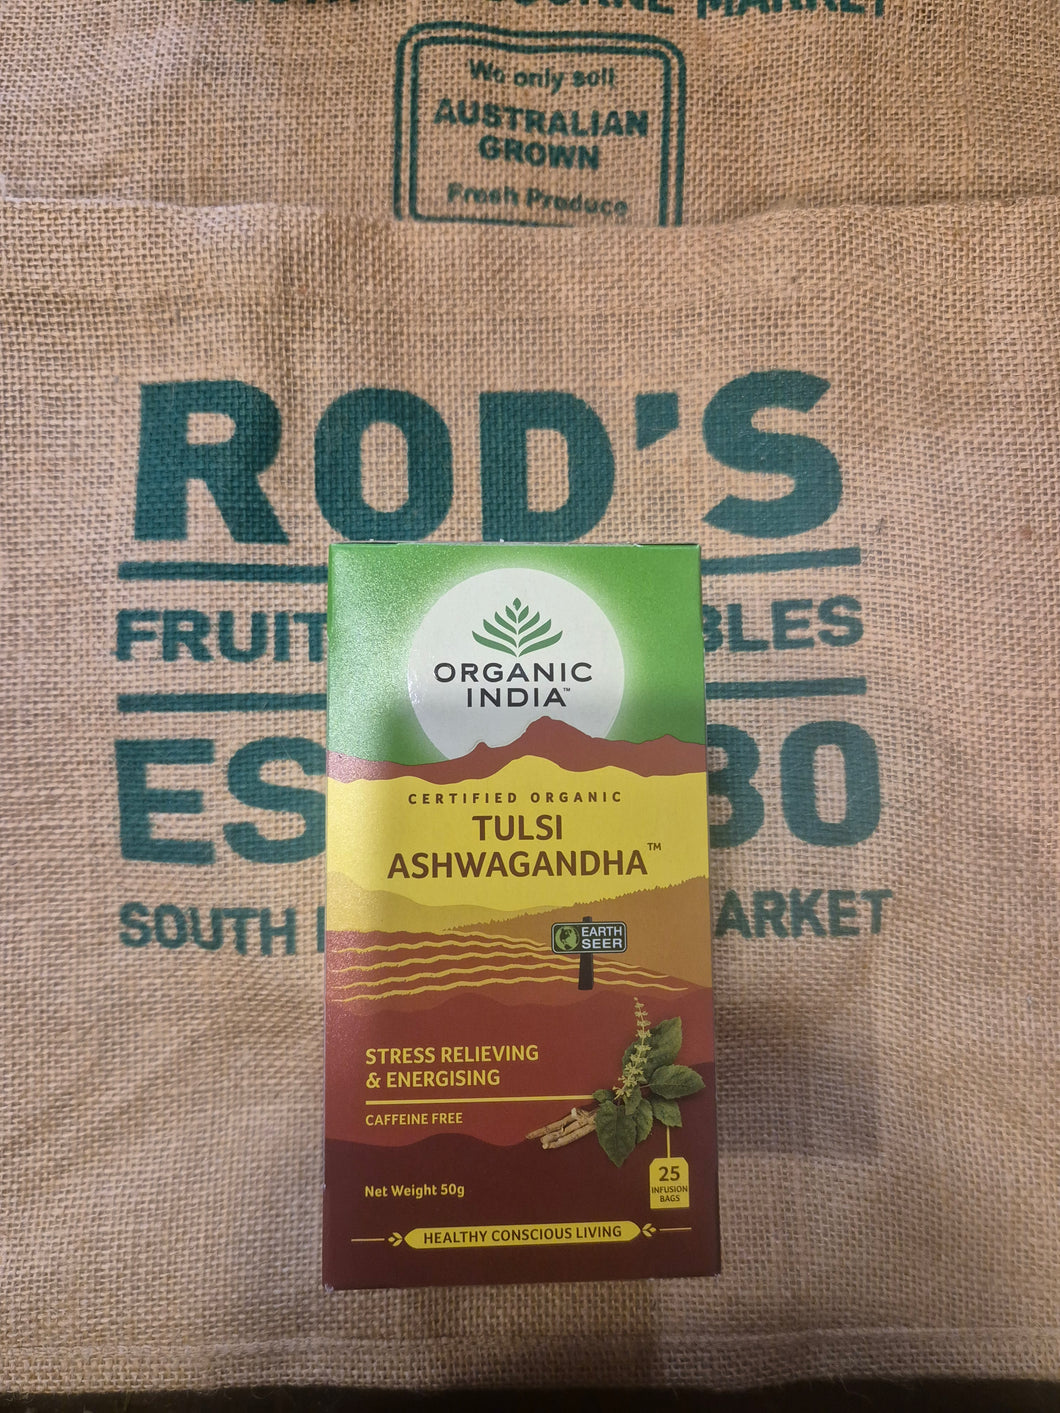 MARKET
We only sell
AUSTRALIAN
GROWN
Fresh Produce
ROD'S
FRUIT BLES
ES 80
SOUTH ARKET
ORGANIC
INDIA™
CERTIFIED ORGANIC
TULSI
ASHWAGANDHA™
EARTH
SEER
STRESS RELIEVING
& ENERGISING
CAFFEINE FREE
25
INFUSION
BAGS
Net Weight 50g
HEALTHY CONSCIOUS LIVING